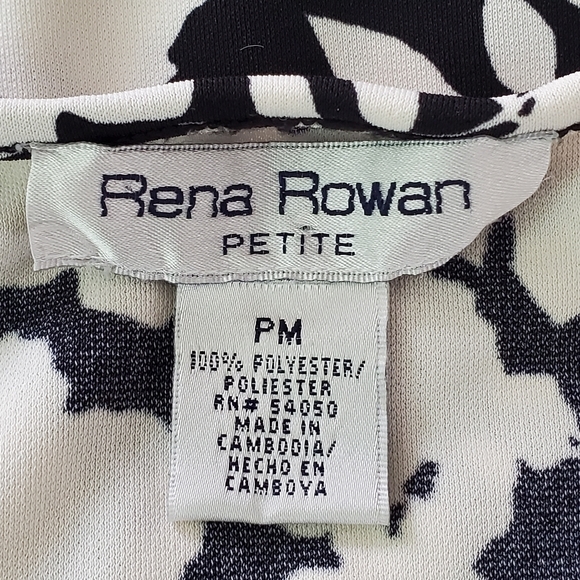 Rena Rowan
PETITE
PM
100% POLYESTER/
POLIESTER
RN# 54050
MADE IN
CAMBODIA/
HECHO EN
CAMBOYA